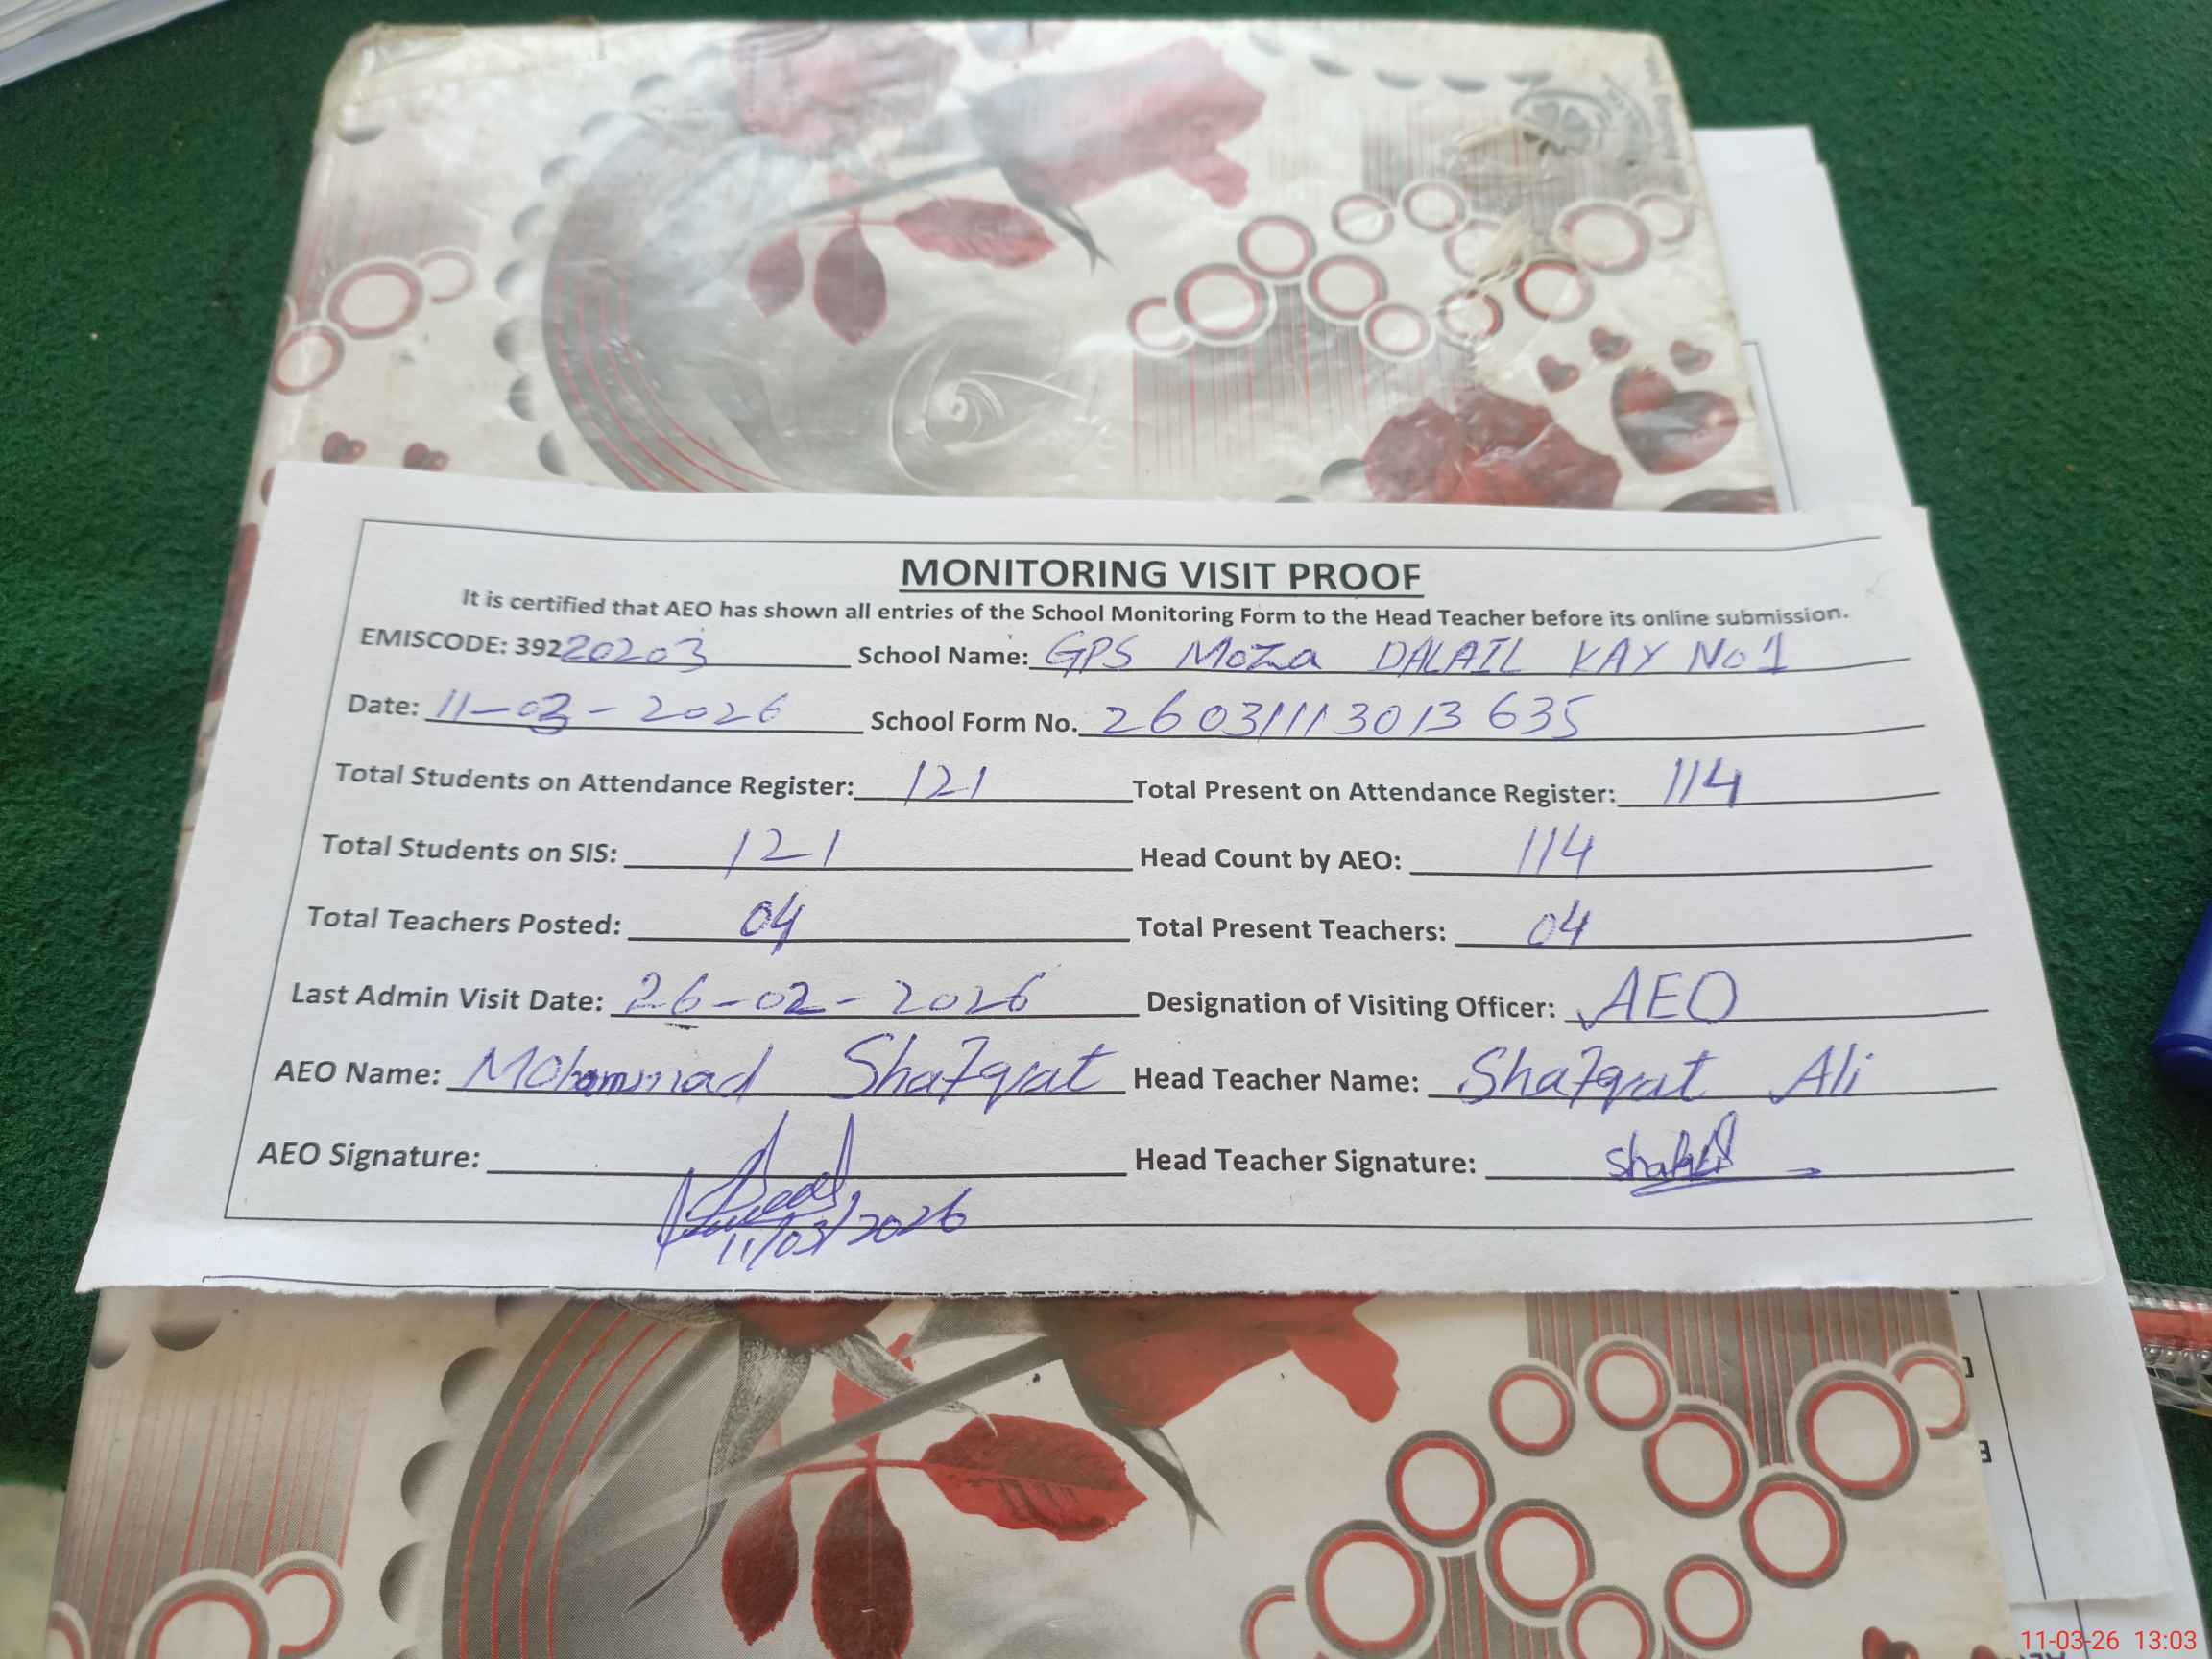 MONITORING VISIT PROOF
It is certified that AEO has shown all entries of the School Monitoring Form to the Head Teacher before its online submission.
EMISCODE: 39220203 School Name: GPS Moza DALAIL KAY No 1
Date: 11-03-2026 School Form No. 26031113013635
Total Students on Attendance Register: 121 Total Present on Attendance Register: 114
Total Students on SIS: 121 Head Count by AEO: 114
Total Teachers Posted: 04 Total Present Teachers: 04
Last Admin Visit Date: 26-02-2026 Designation of Visiting Officer: AEO
AEO Name: Mohammad Shafqat Head Teacher Name: Shafqat Ali
AEO Signature: Head Teacher Signature:
11/03/2026
11-03-26 13:03